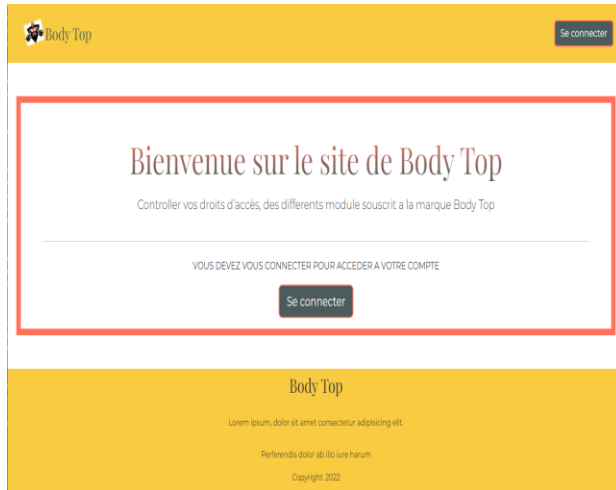 Body Top
Se connecter
Bienvenue sur le site de Body Top
Controller vos droits d'accès, des differents module souscrit a la marque Body Top
VOUS DEVEZ VOUS CONNECTER POUR ACCEDER A VOTRE COMPTE
Se connecter
Body Top
Lorem ipsum, dolor sit amet consectetur adipisicing elit.
Perferendis dolor ab illo iure harum
Copyright 2022